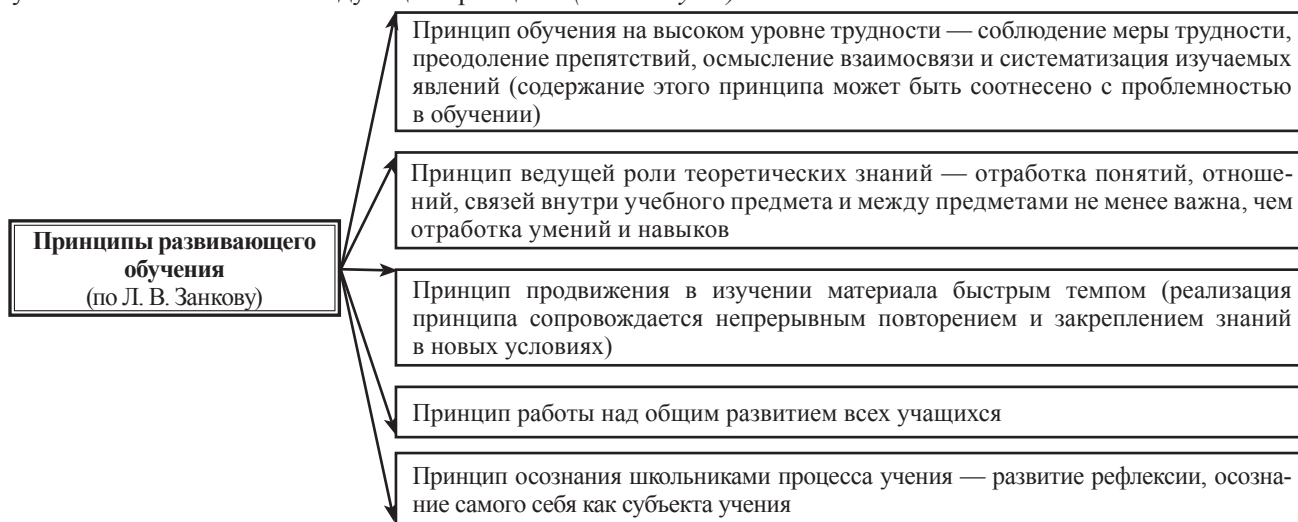 Принцип обучения на высоком уровне трудности — соблюдение меры трудности,
преодоление препятствий, осмысление взаимосвязи и систематизация изучаемых
явлений (содержание этого принципа может быть соотнесено с проблемностью
в обучении)
Принцип ведущей роли теоретических знаний — отработка понятий, отноше-
ний, связей внутри учебного предмета и между предметами не менее важна, чем
отработка умений и навыков
Принципы развивающего
обучения
(по Л. В. Занкову)
Принцип продвижения в изучении материала быстрым темпом (реализация
принципа сопровождается непрерывным повторением и закреплением знаний
в новых условиях)
Принцип работы над общим развитием всех учащихся
Принцип осознания школьниками процесса учения — развитие рефлексии, осозна-
ние самого себя как субъекта учения